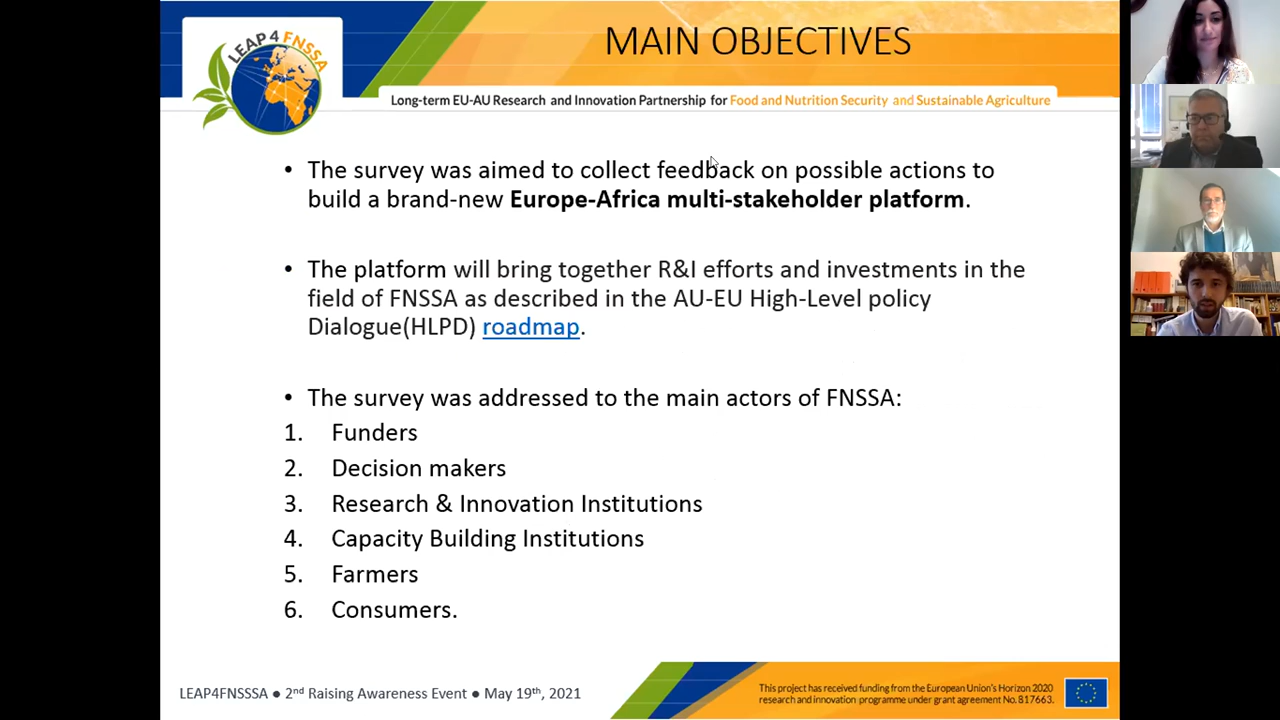 LEAP4FNSSA
MAIN OBJECTIVES
Long-term EU-AU Research and Innovation Partnership for Food and Nutrition Security and Sustainable Agriculture
• The survey was aimed to collect feedback on possible actions to
build a brand-new Europe-Africa multi-stakeholder platform.
• The platform will bring together R&I efforts and investments in the
field of FNSSA as described in the AU-EU High-Level policy
Dialogue(HLPD) roadmap.
• The survey was addressed to the main actors of FNSSA:
1. Funders
2. Decision makers
3. Research & Innovation Institutions
4. Capacity Building Institutions
5. Farmers
6. Consumers.
LEAP4FNSSSA ● 2nd Raising Awareness Event ● May 19th, 2021
This project has received funding from the European Union's Horizon 2020
research and innovation programme under grant agreement No.817663.